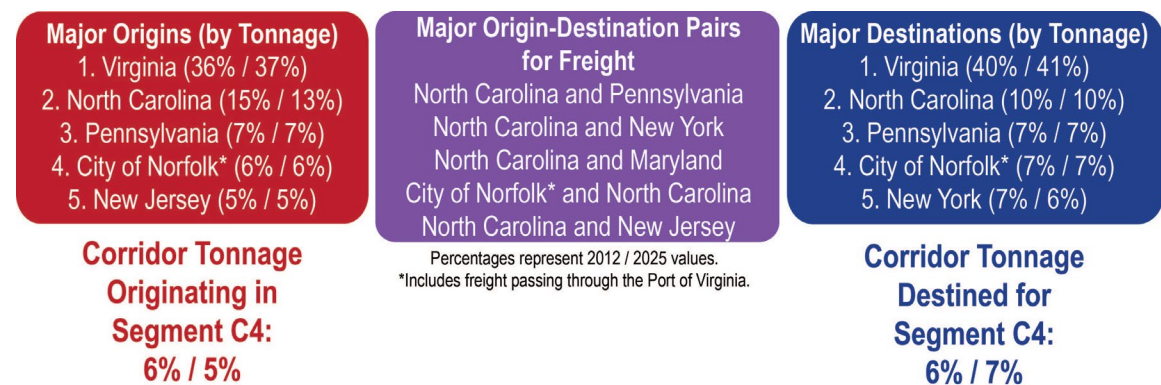 Major Origins (by Tonnage)
1. Virginia (36% / 37%)
2. North Carolina (15% / 13%)
3. Pennsylvania (7% / 7%)
4. City of Norfolk* (6% / 6%)
5. New Jersey (5% / 5%)
Corridor Tonnage
Originating in
Segment C4:
6% / 5%
Major Origin-Destination Pairs
for Freight
North Carolina and Pennsylvania
North Carolina and New York
North Carolina and Maryland
City of Norfolk* and North Carolina
North Carolina and New Jersey
Percentages represent 2012 / 2025 values.
*Includes freight passing through the Port of Virginia.
Major Destinations (by Tonnage)
1. Virginia (40% / 41%)
2. North Carolina (10% / 10%)
3. Pennsylvania (7% / 7%)
4. City of Norfolk* (7% / 7%)
5. New York (7% / 6%)
Corridor Tonnage
Destined for
Segment C4:
6% / 7%